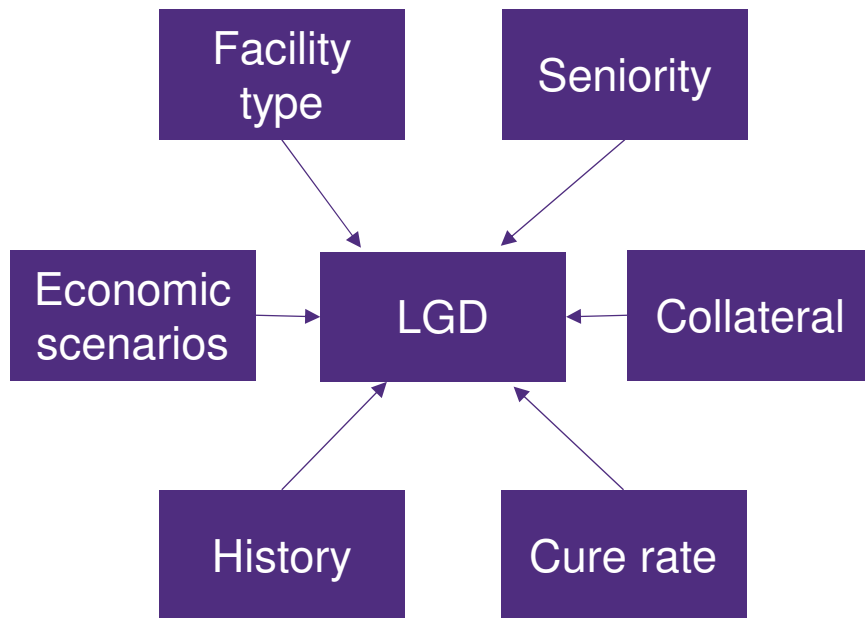 Facility
type
Seniority
Economic
scenarios
LGD
Collateral
History
Cure rate